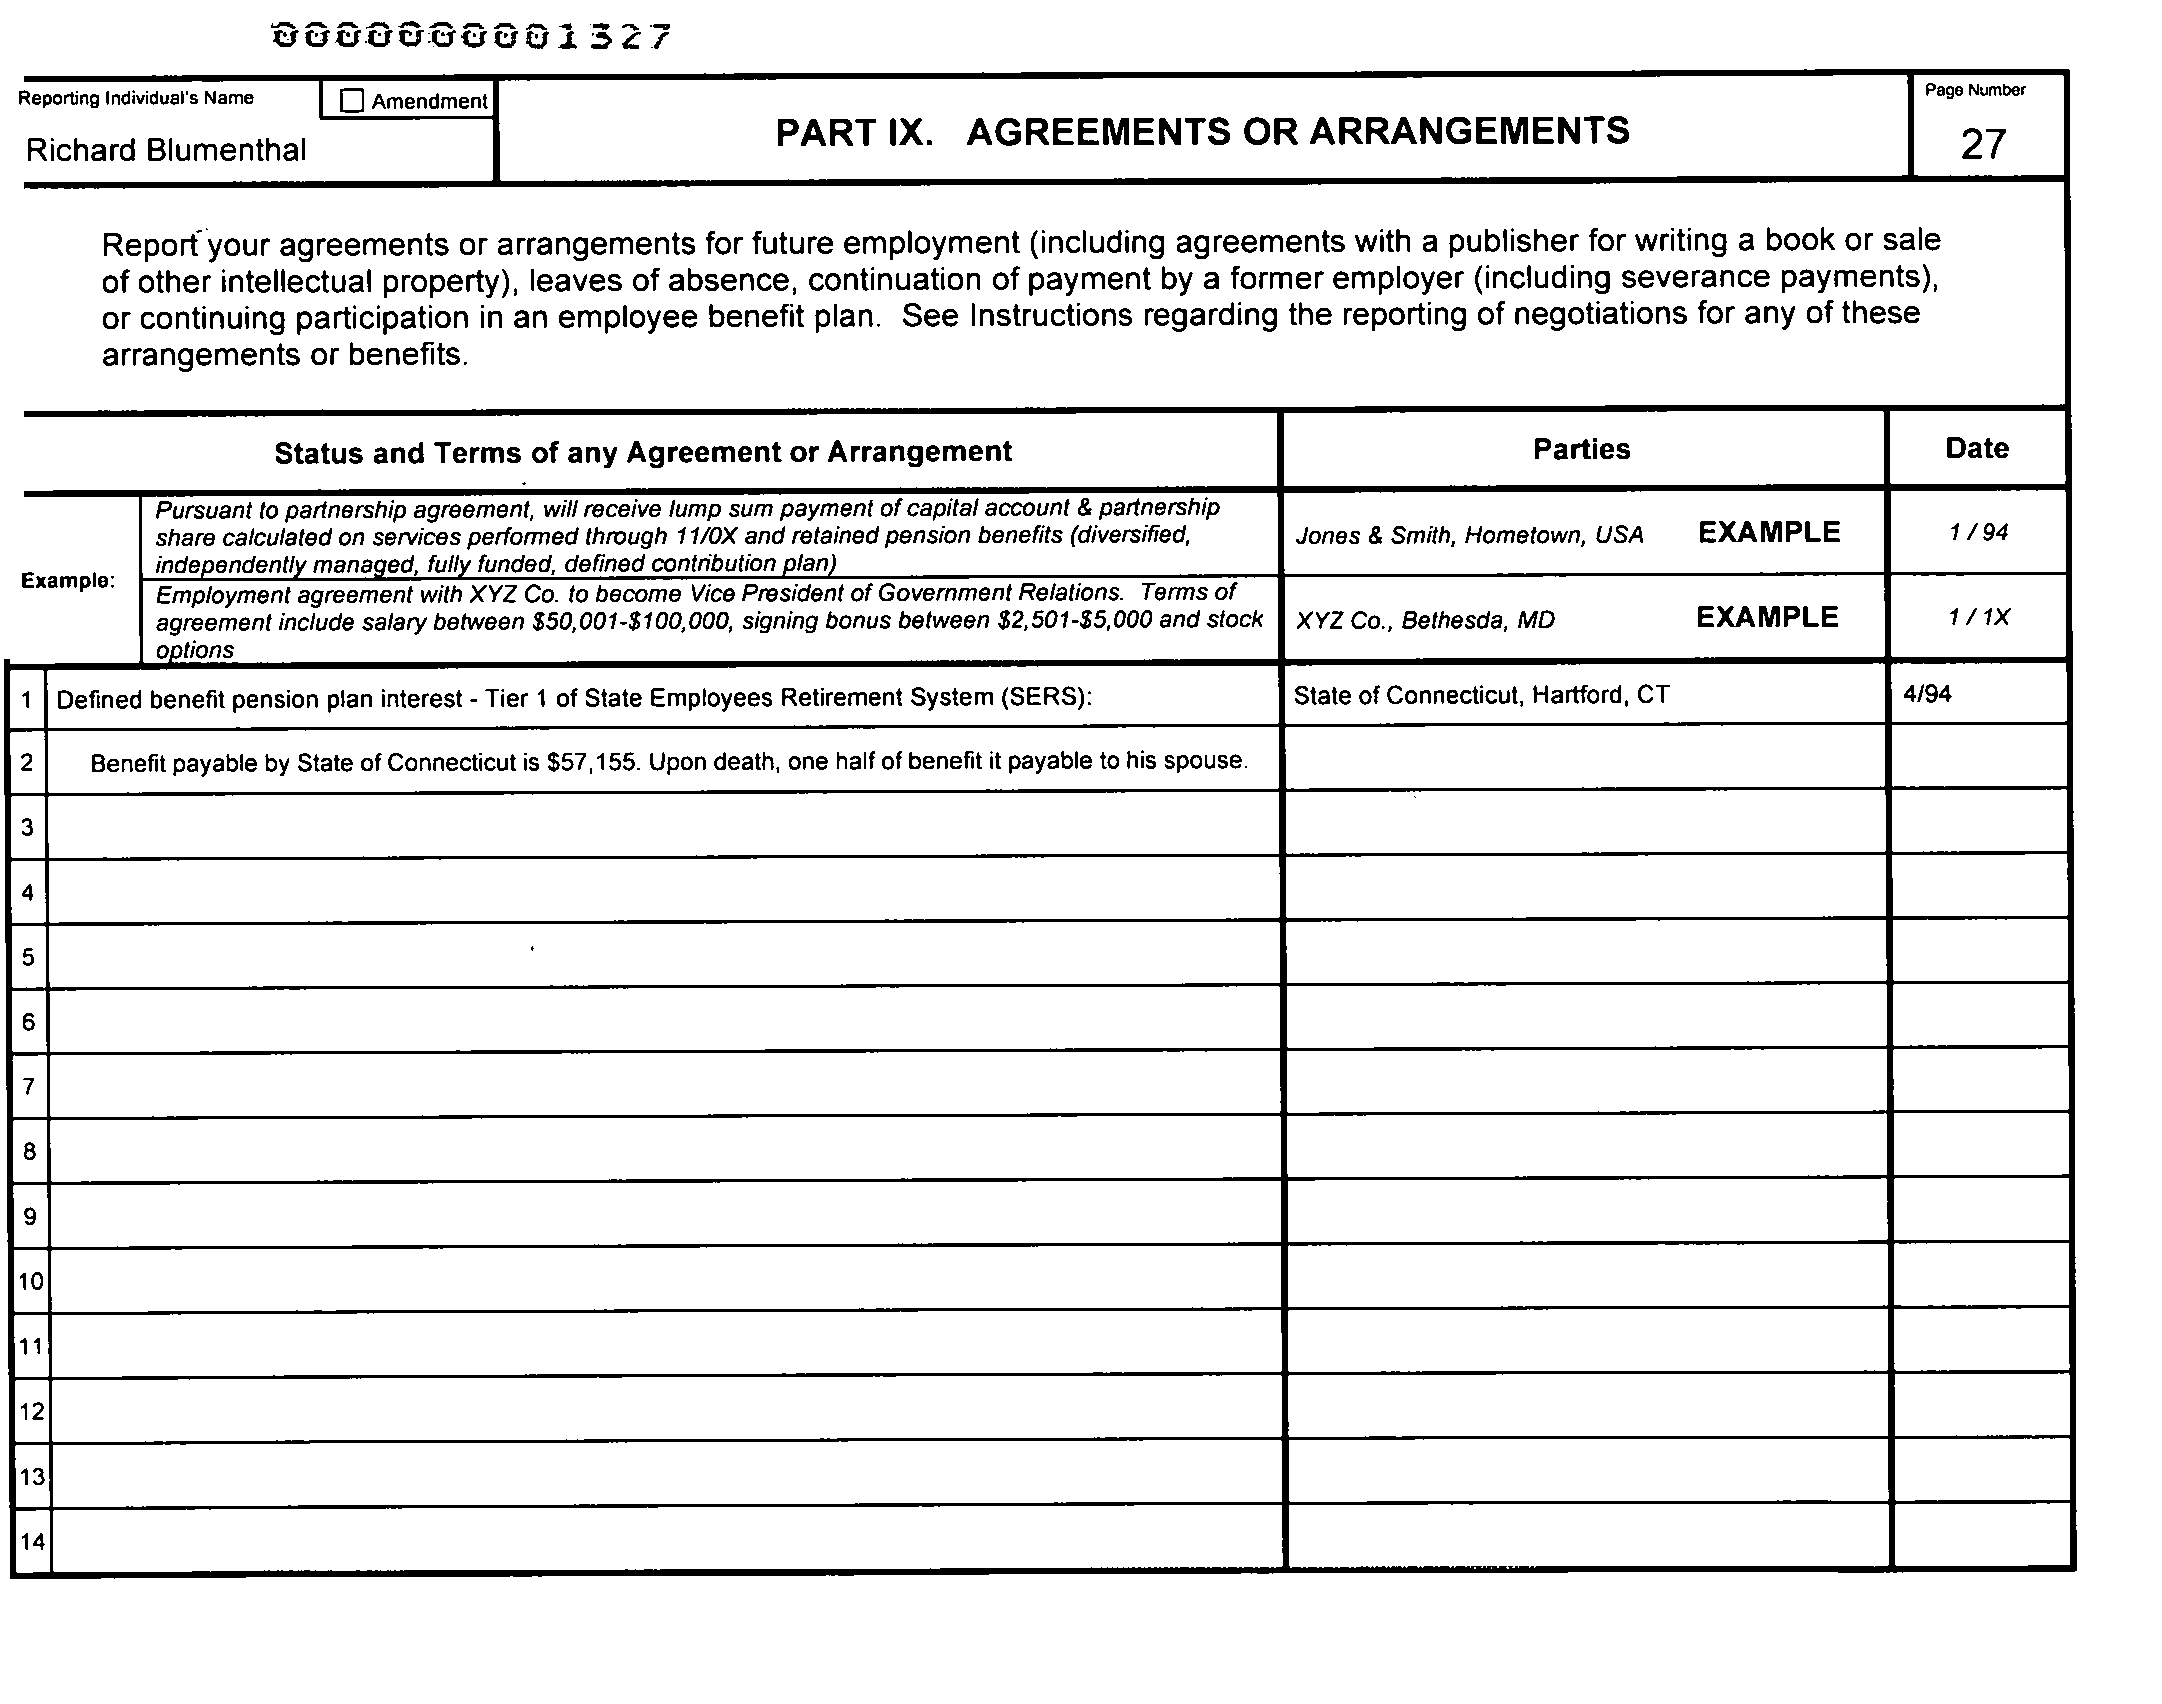 0000000001327
Reporting Individual's Name
Amendment
Richard Blumenthal
PART IX. AGREEMENTS OR ARRANGEMENTS
Page Number
27
Report your agreements or arrangements for future employment (including agreements with a publisher for writing a book or sale
of other intellectual property), leaves of absence, continuation of payment by a former employer (including severance payments),
or continuing participation in an employee benefit plan. See Instructions regarding the reporting of negotiations for any of these
arrangements or benefits.
Status and Terms of any Agreement or Arrangement
Parties
Date
Example:
Pursuant to partnership agreement, will receive lump sum payment of capital account & partnership
share calculated on services performed through 11/0X and retained pension benefits (diversified,
independently managed, fully funded, defined contribution plan)
Jones & Smith, Hometown, USA EXAMPLE
1 / 94
Employment agreement with XYZ Co. to become Vice President of Government Relations. Terms of
agreement include salary between $50,001-$100,000, signing bonus between $2,501-$5,000 and stock
options
XYZ Co., Bethesda, MD EXAMPLE
1 / 1X
1 Defined benefit pension plan interest - Tier 1 of State Employees Retirement System (SERS): State of Connecticut, Hartford, CT 4/94
2 Benefit payable by State of Connecticut is $57,155. Upon death, one half of benefit it payable to his spouse.
3
4
5
6
7
8
9
10
11
12
13
14